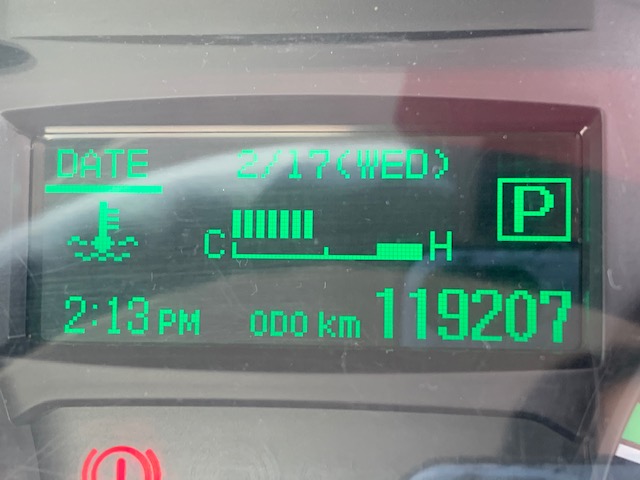 DATE 2/17(WED)
P
C H
2:13 PM ODO km 119207